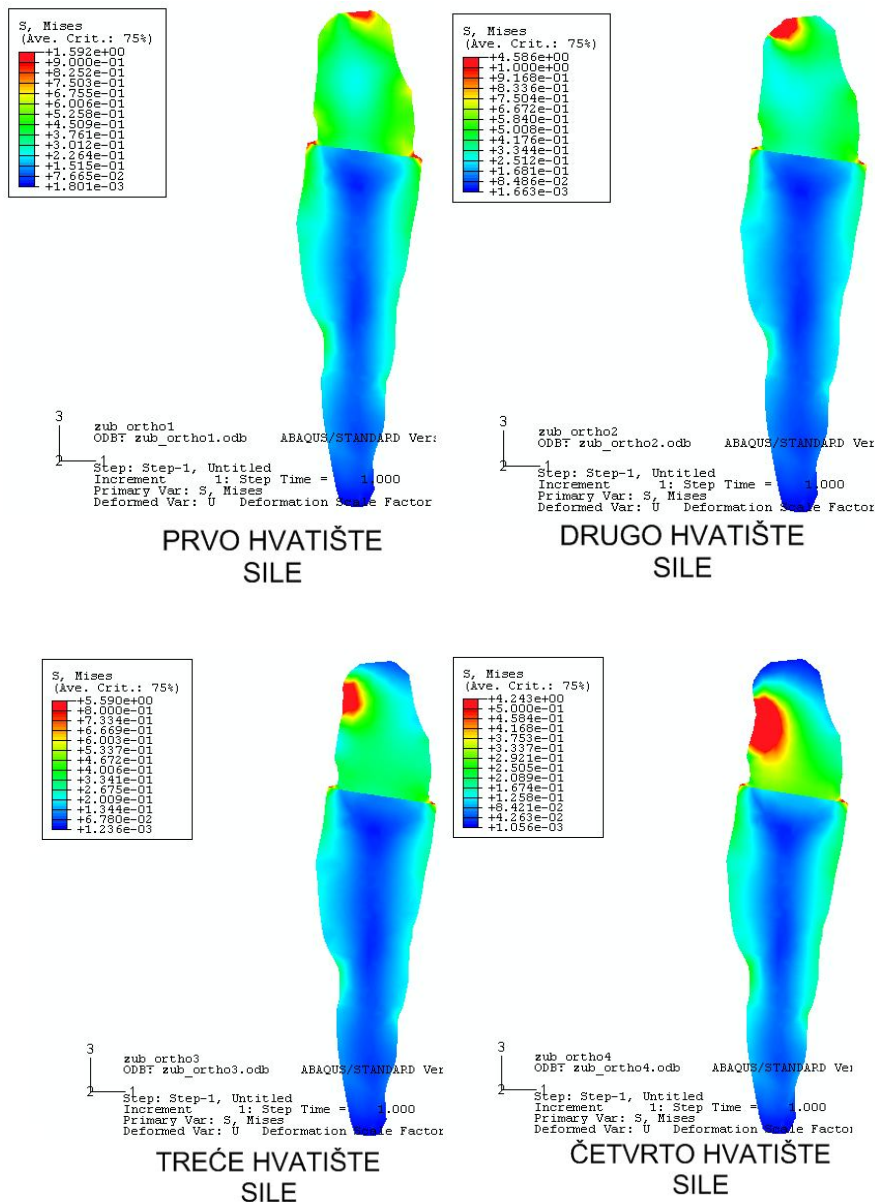 S, Mises
(Ave. Crit.: 75%)
+1.592e+00
+9.000e-01
+8.252e-01
+7.503e-01
+6.755e-01
+6.006e-01
+5.258e-01
+4.509e-01
+3.761e-01
+3.012e-01
+2.264e-01
+1.515e-01
+7.665e-02
+1.801e-03
3
2
1
zub_ortho1
ODB: zub_ortho1.odb ABAQUS/STANDARD Vers
Step: Step-1, Untitled
Increment 1: Step Time = 1.000
Primary Var: S, Mises
Deformed Var: U Deformation Scale Factor
PRVO HVATIŠTE
SILE
S, Mises
(Ave. Crit.: 75%)
+4.586e+00
+1.000e+00
+9.168e-01
+8.336e-01
+7.504e-01
+6.672e-01
+5.840e-01
+5.008e-01
+4.176e-01
+3.344e-01
+2.512e-01
+1.681e-01
+8.486e-02
+1.663e-03
3
2
1
zub_ortho2
ODB: zub_ortho2.odb ABAQUS/STANDARD Ver
Step: Step-1, Untitled
Increment 1: Step Time = 1.000
Primary Var: S, Mises
Deformed Var: U Deformation Scale Factor
DRUGO HVATIŠTE
SILE
S, Mises
(Ave. Crit.: 75%)
+5.590e+00
+8.000e-01
+7.334e-01
+6.669e-01
+6.003e-01
+5.337e-01
+4.672e-01
+4.006e-01
+3.341e-01
+2.675e-01
+2.009e-01
+1.344e-01
+6.780e-02
+1.236e-03
3
2
1
zub_ortho3
ODB: zub_ortho3.odb ABAQUS/STANDARD Ver
Step: Step-1, Untitled
Increment 1: Step Time = 1.000
Primary Var: S, Mises
Deformed Var: U Deformation Scale Factor
TREĆE HVATIŠTE
SILE
S, Mises
(Ave. Crit.: 75%)
+4.243e+00
+5.000e-01
+4.584e-01
+4.168e-01
+3.753e-01
+3.337e-01
+2.921e-01
+2.505e-01
+2.089e-01
+1.674e-01
+1.258e-01
+8.421e-02
+4.263e-02
+1.056e-03
3
2
1
zub_ortho4
ODB: zub_ortho4.odb ABAQUS/STANDARD Ver
Step: Step-1, Untitled
Increment 1: Step Time = 1.000
Primary Var: S, Mises
Deformed Var: U Deformation Scale Factor
ČETVRTO HVATIŠTE
SILE